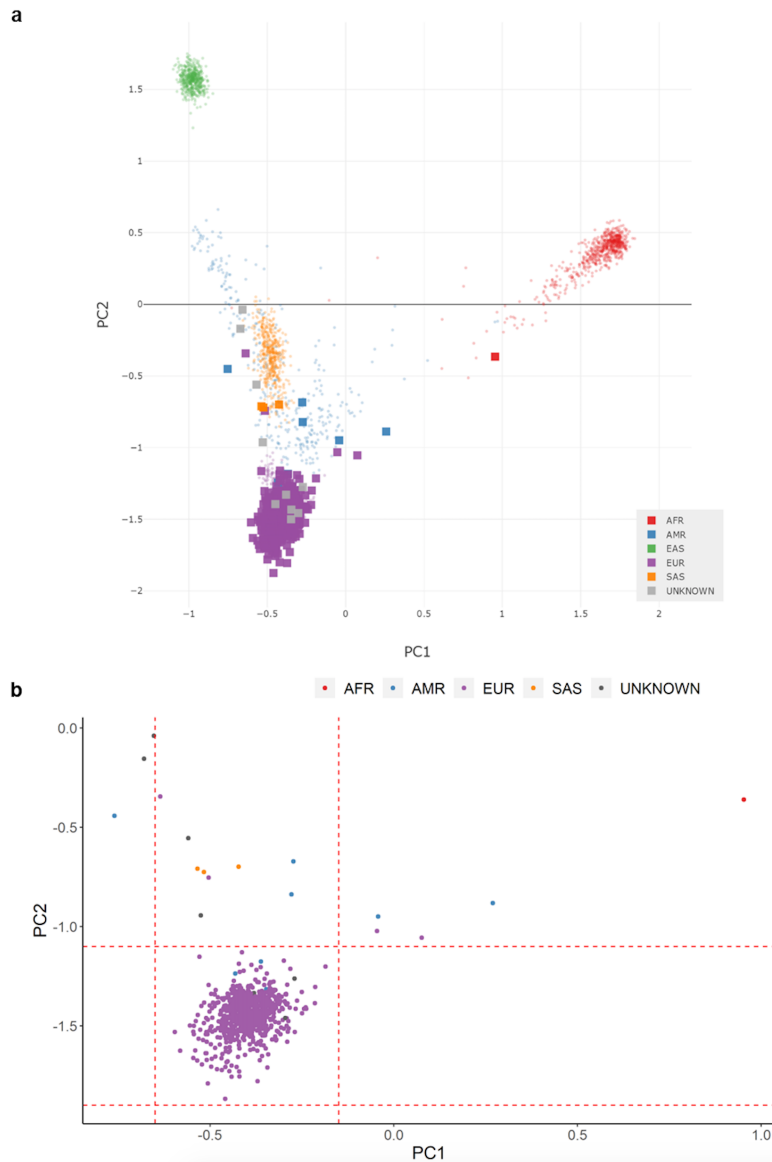 a
1.5
1
0.5
0
−0.5
−1
−1.5
−2
PC2
−1 −0.5 0 0.5 1 1.5 2
PC1
AFR
AMR
EAS
EUR
SAS
UNKNOWN
b
AFR AMR EUR SAS UNKNOWN
0.0
-0.5
-1.0
-1.5
PC2
-0.5 0.0 0.5 1.0
PC1